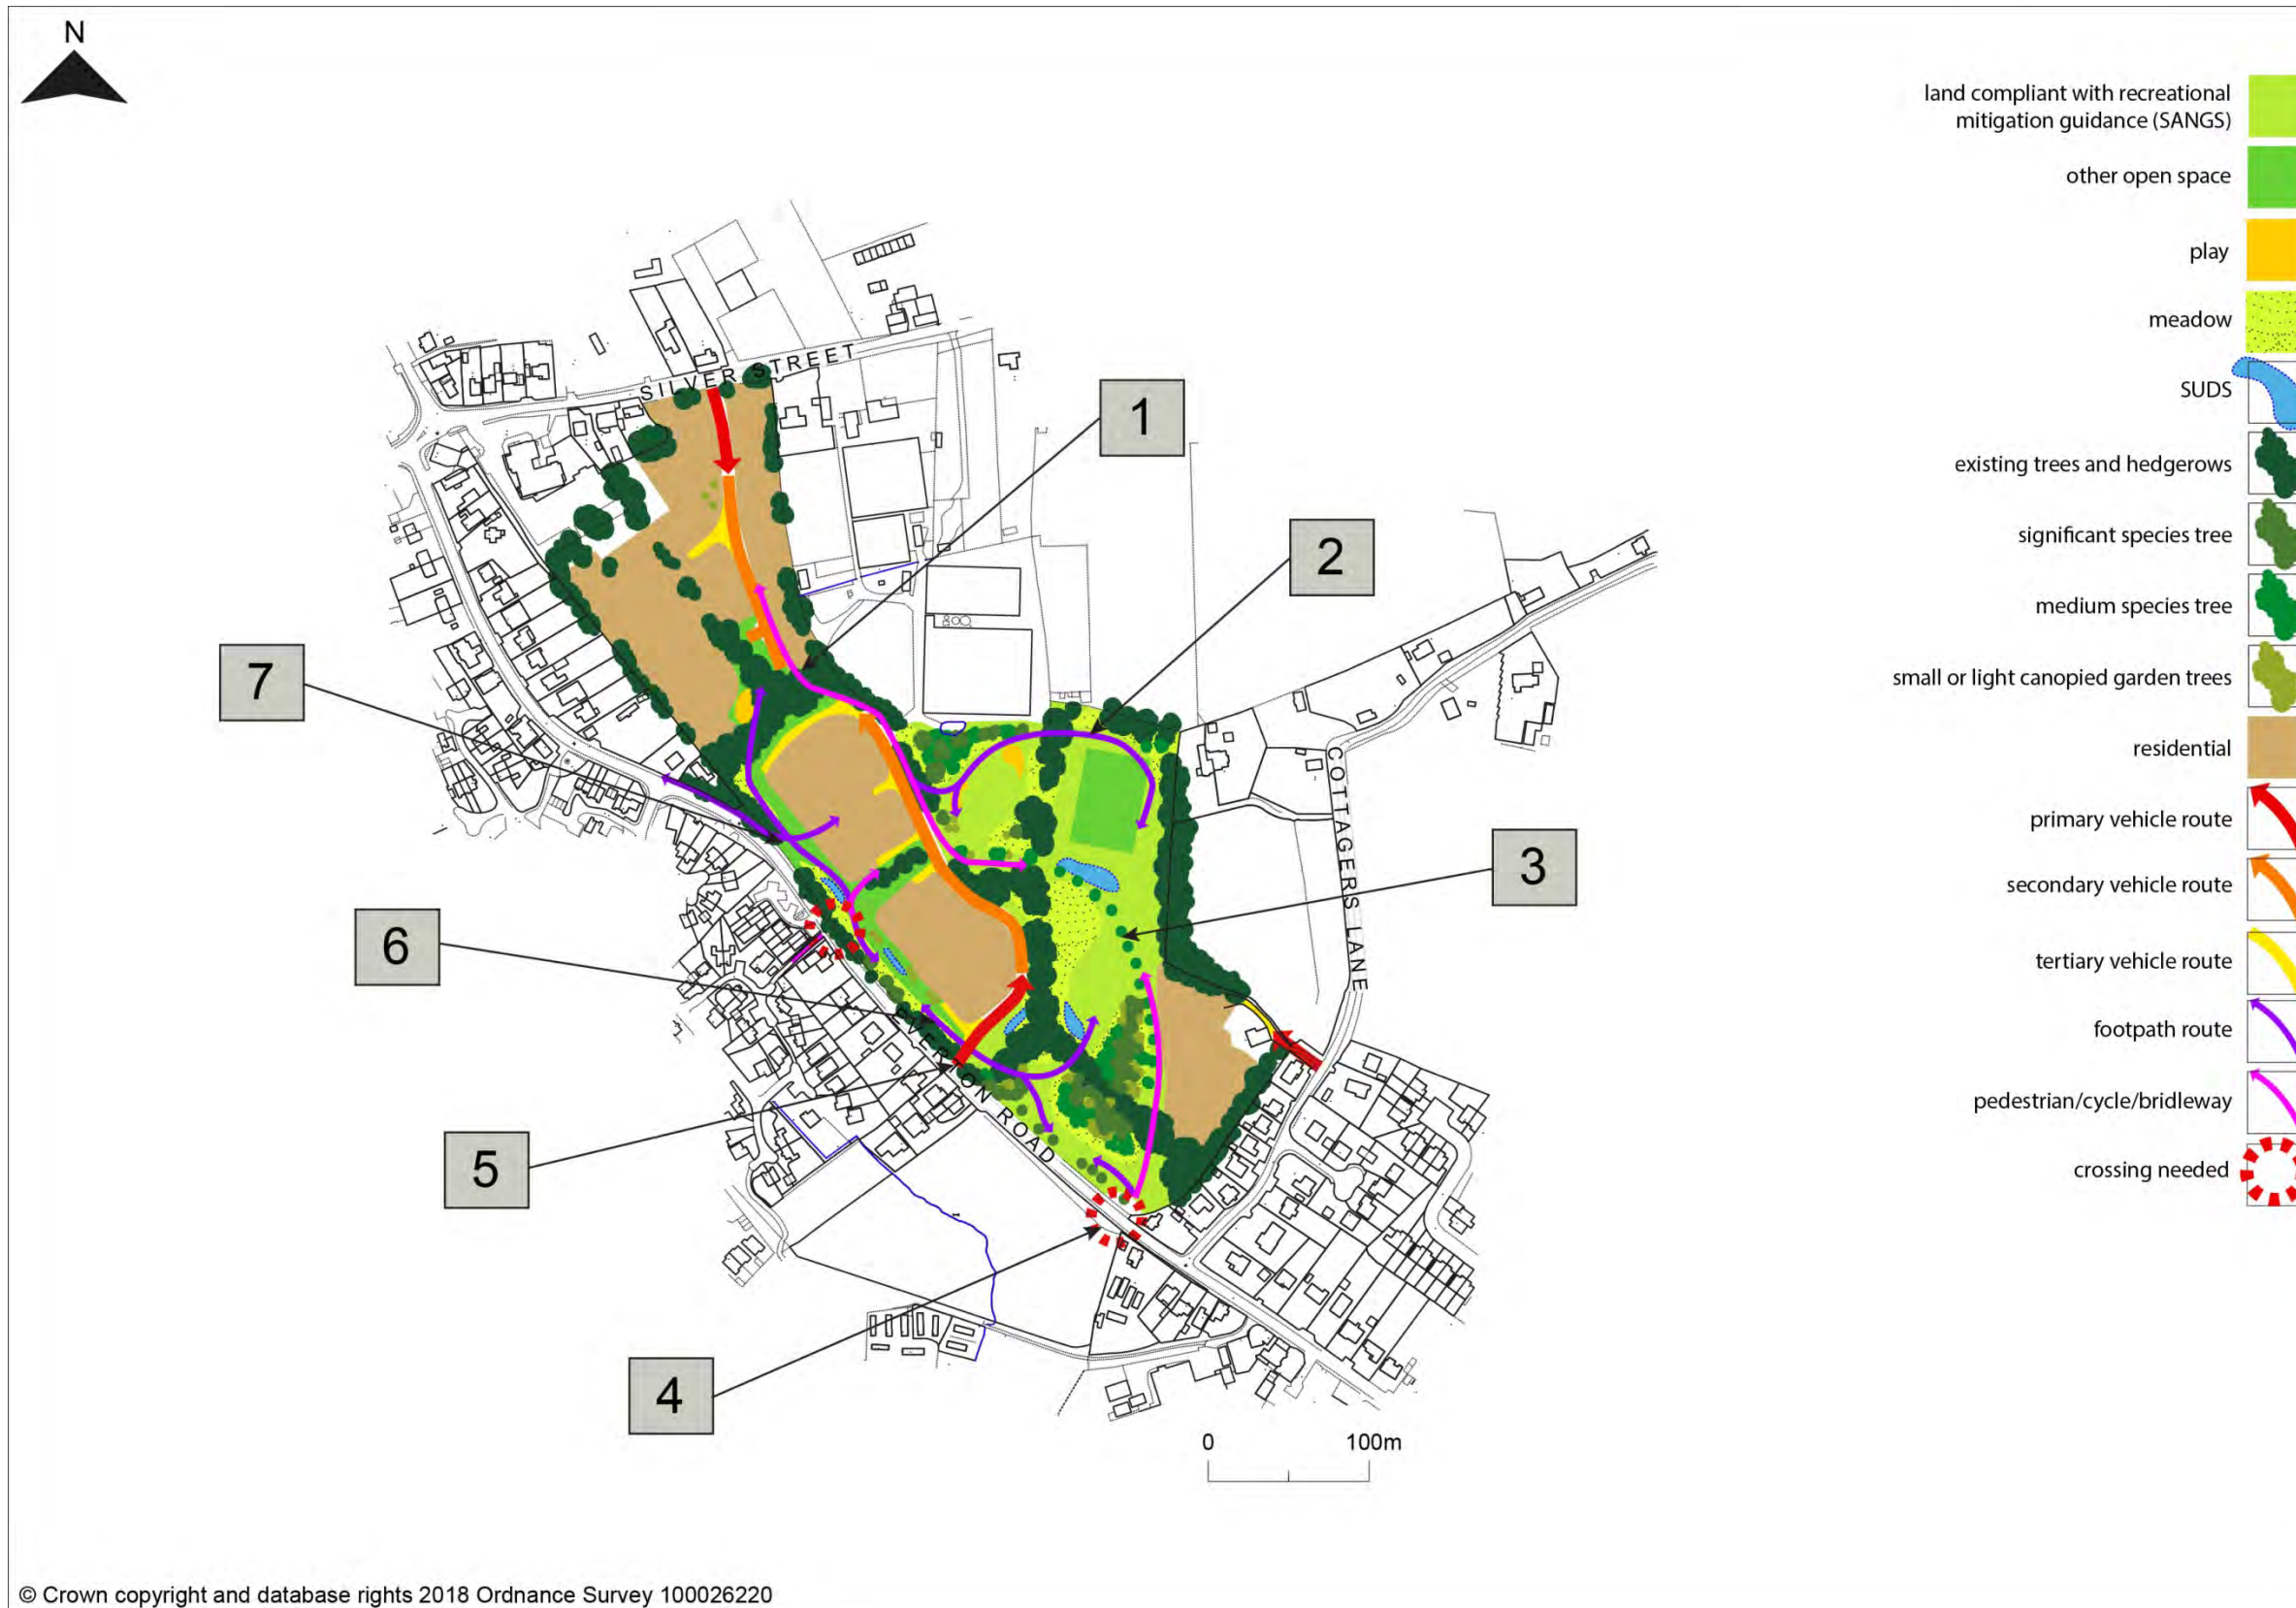 N
land compliant with recreational
mitigation guidance (SANGS)
other open space
play
meadow
SUDS
existing trees and hedgerows
significant species tree
medium species tree
small or light canopied garden trees
residential
primary vehicle route
secondary vehicle route
tertiary vehicle route
footpath route
pedestrian/cycle/bridleway
crossing needed
SILVER STREET
1
2
3
7
6
5
4
COTTAGERS LANE
EVERTON ROAD
0 100m
© Crown copyright and database rights 2018 Ordnance Survey 100026220